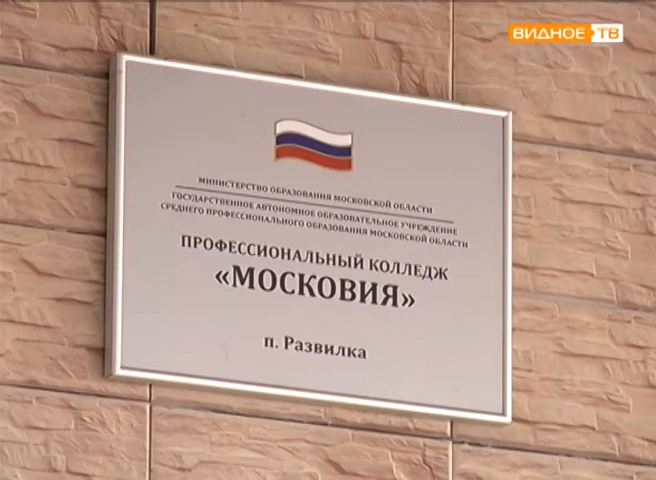 ВИДНОЕ ТВ
МИНИСТЕРСТВО ОБРАЗОВАНИЯ МОСКОВСКОЙ ОБЛАСТИ
ГОСУДАРСТВЕННОЕ АВТОНОМНОЕ ОБРАЗОВАТЕЛЬНОЕ УЧРЕЖДЕНИЕ
СРЕДНЕГО ПРОФЕССИОНАЛЬНОГО ОБРАЗОВАНИЯ МОСКОВСКОЙ ОБЛАСТИ
ПРОФЕССИОНАЛЬНЫЙ КОЛЛЕДЖ
«МОСКОВИЯ»
п. Развилка